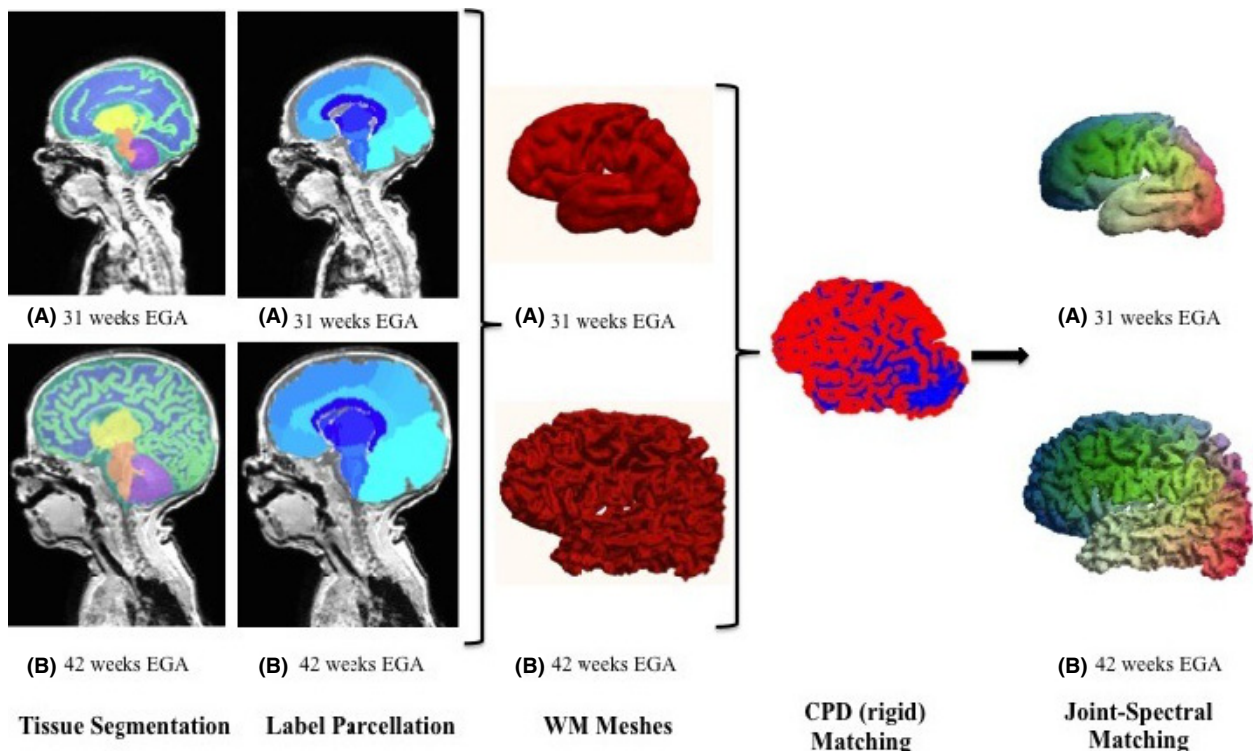 (A) 31 weeks EGA
(A) 31 weeks EGA
(A) 31 weeks EGA
(A) 31 weeks EGA
(B) 42 weeks EGA
(B) 42 weeks EGA
(B) 42 weeks EGA
(B) 42 weeks EGA
Tissue Segmentation
Label Parcellation
WM Meshes
CPD (rigid)
Matching
Joint-Spectral
Matching